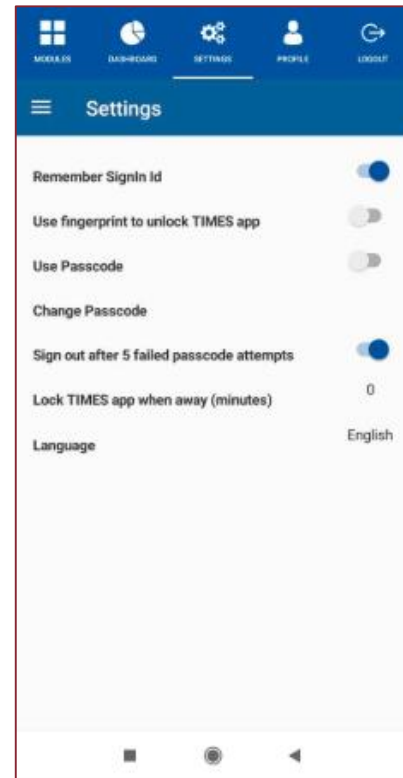 MODULES DASHBOARD SETTINGS PROFILE LOGOUT
Settings
Remember SignIn Id
Use fingerprint to unlock TIMES app
Use Passcode
Change Passcode
Sign out after 5 failed passcode attempts
Lock TIMES app when away (minutes) 0
Language English